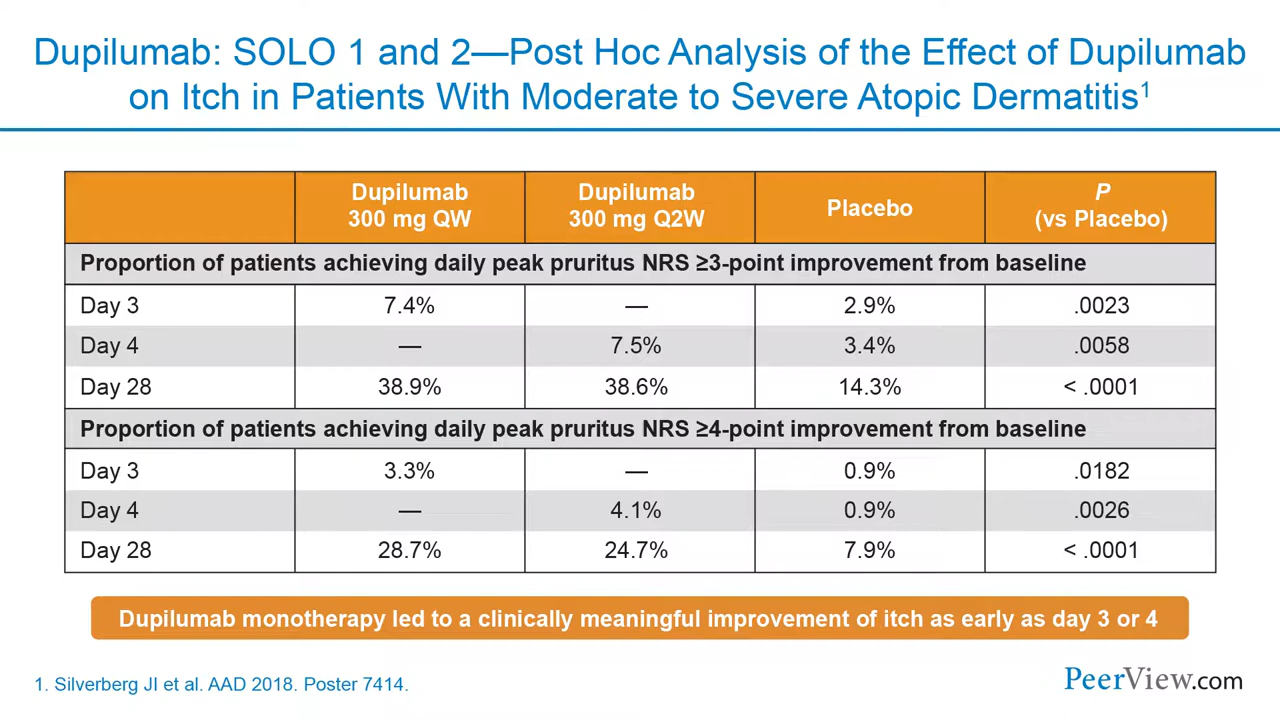 Dupilumab: SOLO 1 and 2—Post Hoc Analysis of the Effect of Dupilumab
on Itch in Patients With Moderate to Severe Atopic Dermatitis¹
Dupilumab 300 mg QW | Dupilumab 300 mg Q2W | Placebo | P (vs Placebo)
Proportion of patients achieving daily peak pruritus NRS ≥3-point improvement from baseline
Day 3 | 7.4% | — | 2.9% | .0023
Day 4 | — | 7.5% | 3.4% | .0058
Day 28 | 38.9% | 38.6% | 14.3% | < .0001
Proportion of patients achieving daily peak pruritus NRS ≥4-point improvement from baseline
Day 3 | 3.3% | — | 0.9% | .0182
Day 4 | — | 4.1% | 0.9% | .0026
Day 28 | 28.7% | 24.7% | 7.9% | < .0001
Dupilumab monotherapy led to a clinically meaningful improvement of itch as early as day 3 or 4
1. Silverberg JI et al. AAD 2018. Poster 7414.
PeerView.com